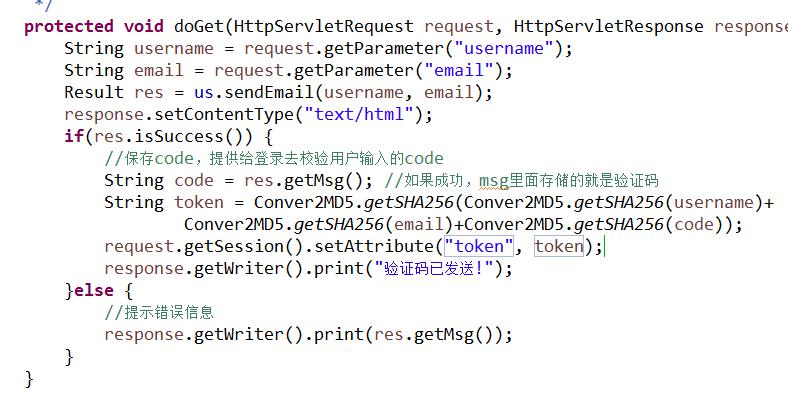 */
protected void doGet(HttpServletRequest request, HttpServletResponse response
String username = request.getParameter("username");
String email = request.getParameter("email");
Result res = us.sendEmail(username, email);
response.setContentType("text/html");
if(res.isSuccess()) {
//保存code，提供给登录去校验用户输入的code
String code = res.getMsg(); //如果成功，msg里面存储的就是验证码
String token = Conver2MD5.getSHA256(Conver2MD5.getSHA256(username)+
Conver2MD5.getSHA256(email)+Conver2MD5.getSHA256(code));
request.getSession().setAttribute("token", token);
response.getWriter().print("验证码已发送!");
}else {
//提示错误信息
response.getWriter().print(res.getMsg());
}
}